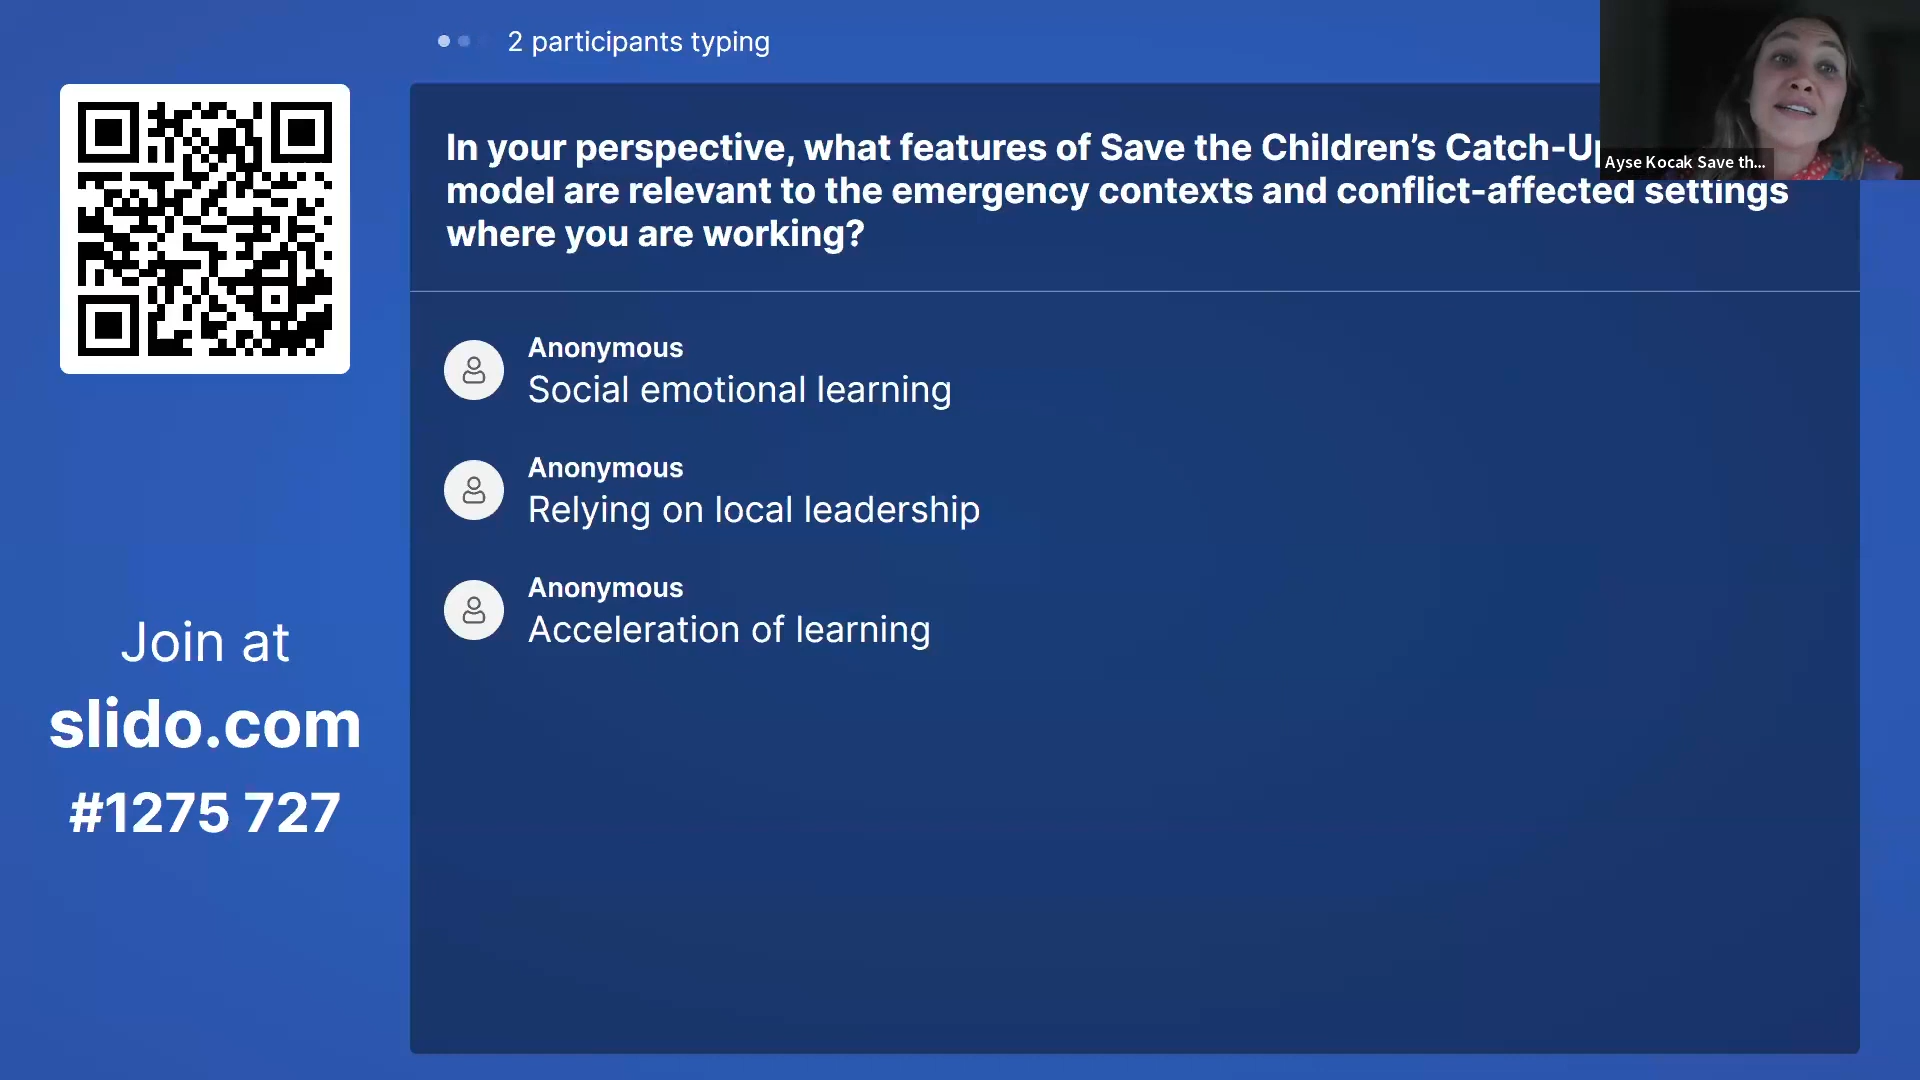 2 participants typing
In your perspective, what features of Save the Children’s Catch-Up
model are relevant to the emergency contexts and conflict-affected settings
where you are working?
Ayse Kocak Save th...
Anonymous
Social emotional learning
Anonymous
Relying on local leadership
Anonymous
Acceleration of learning
Join at
slido.com
#1275 727